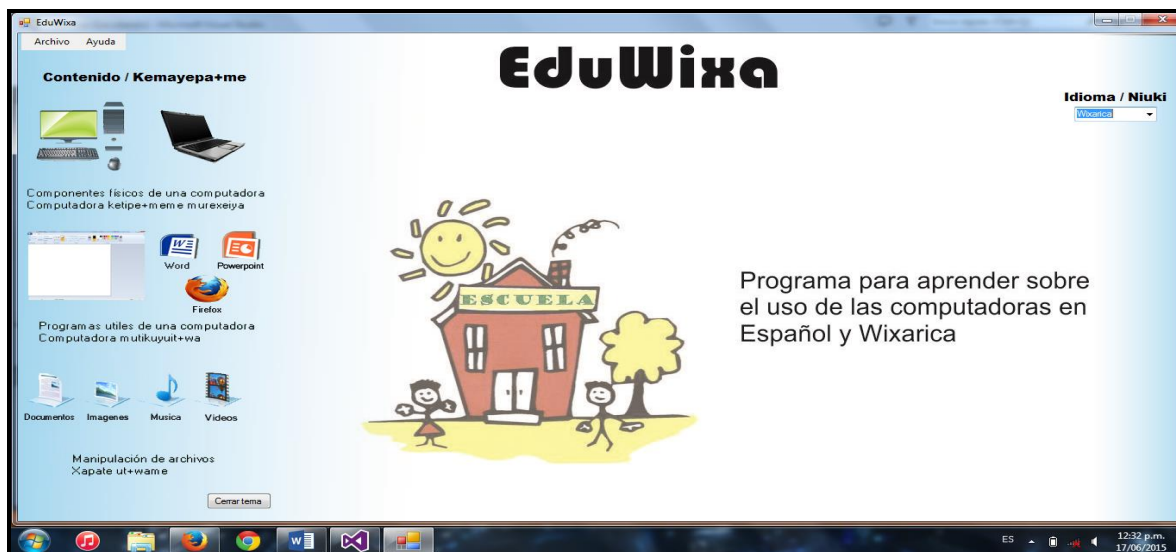 EduWixa
Archivo Ayuda
EduWixa
Contenido / Kemayepa+me
Idioma / Niuki
Wixarica
Componentes físicos de una computadora
Computadora ketipe+meme murexeiya
Word Powerpoint
Firefox
Programas utiles de una computadora
Computadora mutikuyuit+wa
ESCUELA
Programa para aprender sobre
el uso de las computadoras en
Español y Wixarica
Documentos Imagenes Musica Videos
Manipulación de archivos
Xapate ut+wame
Cerrar tema
ES 12:32 p.m.
17/06/2015